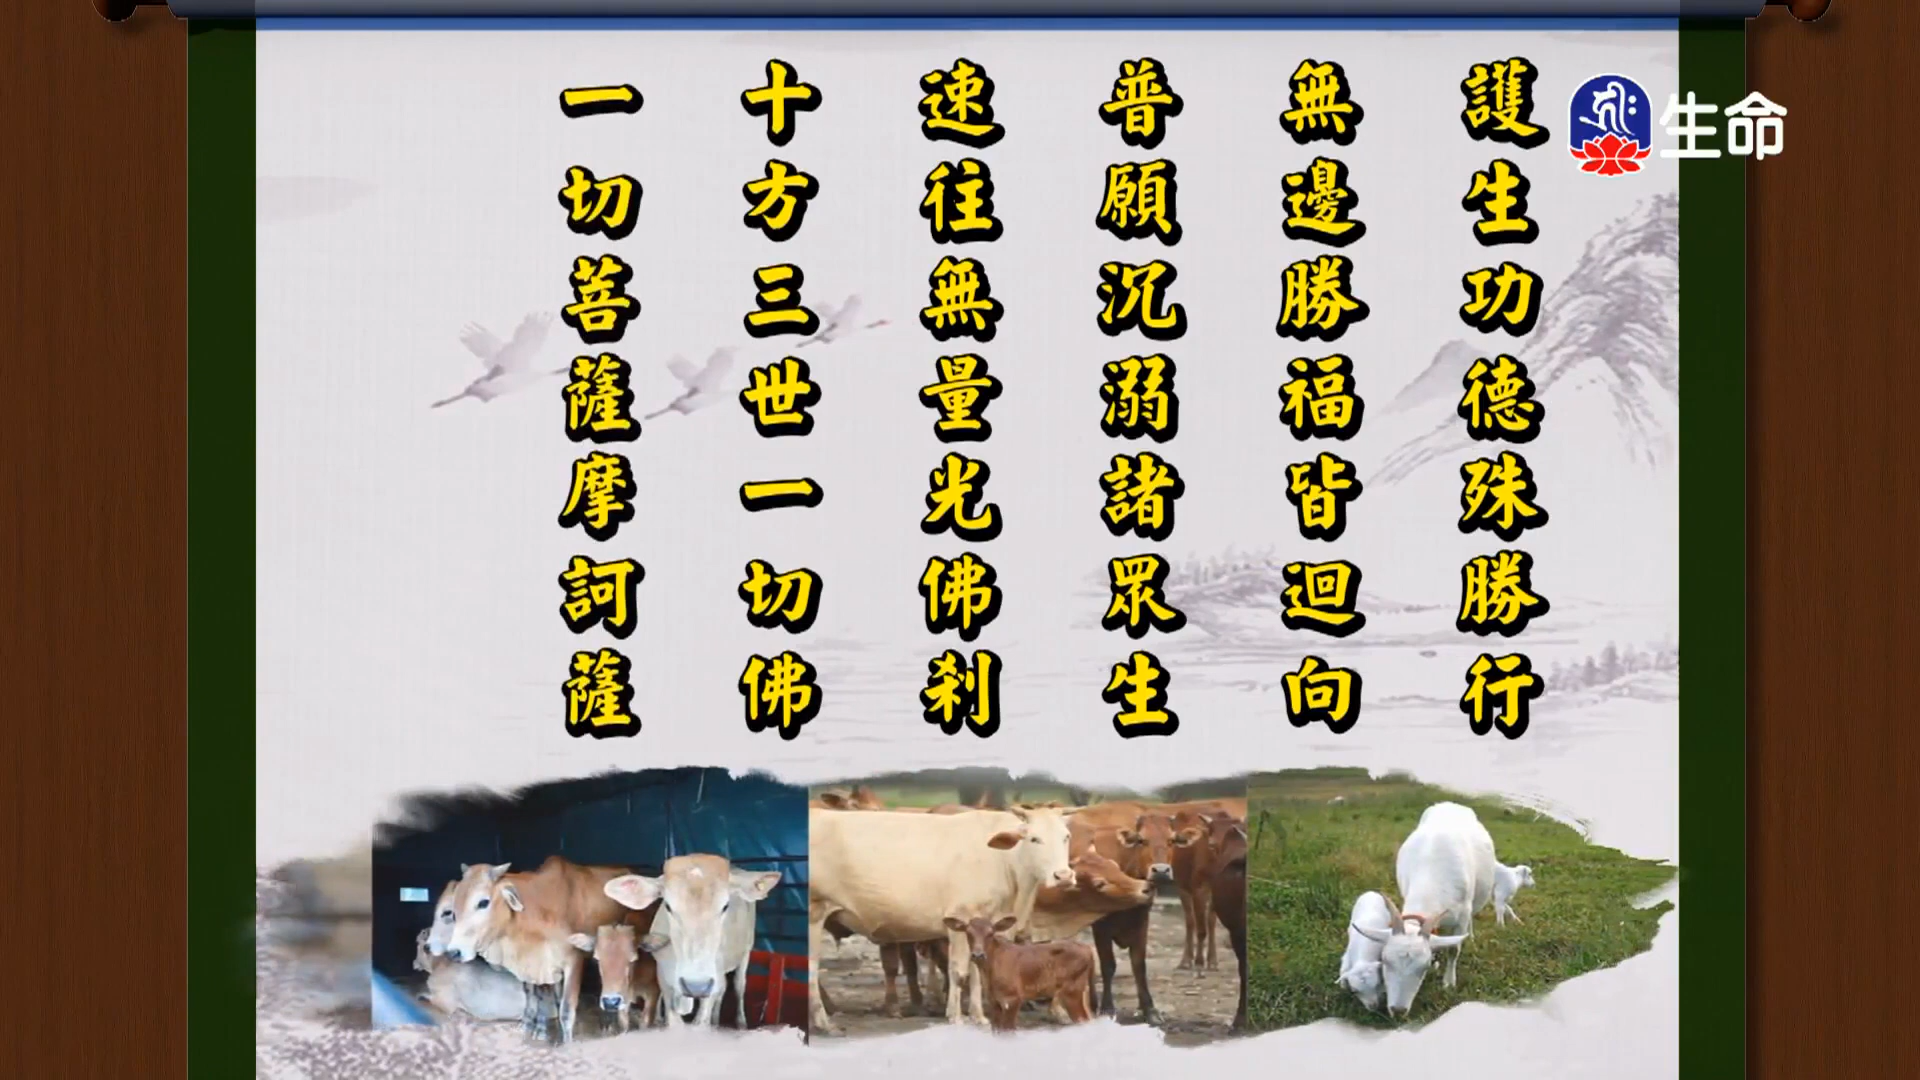 護生功德殊勝行
無邊勝福皆迴向
普願沉溺諸眾生
速往無量光佛剎
十方三世一切佛
一切菩薩摩訶薩
生命